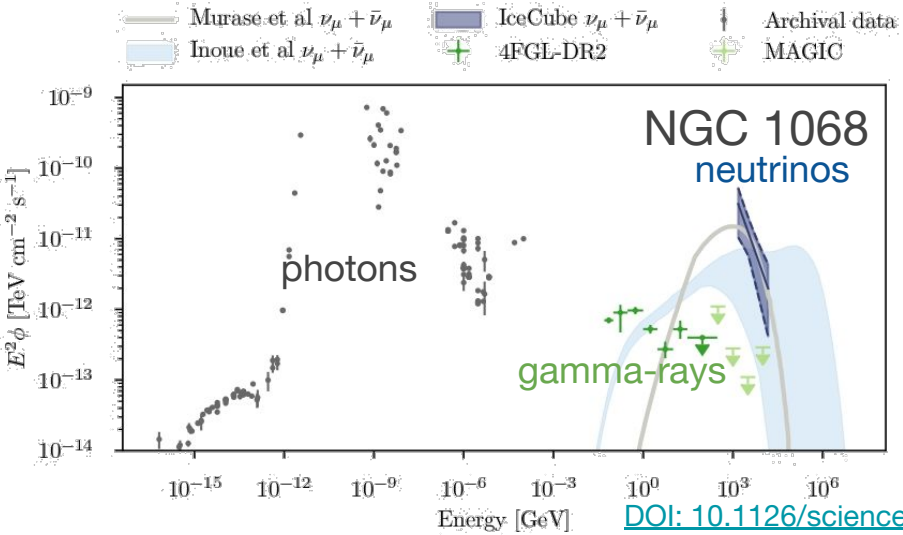 Murase et al νμ + ν̄μ IceCube νμ + ν̄μ Archival data
Inoue et al νμ + ν̄μ 4FGL-DR2 MAGIC
10⁻⁹
NGC 1068
10⁻¹⁰
neutrinos
10⁻¹¹
photons
10⁻¹²
gamma-rays
10⁻¹³
10⁻¹⁴
E²ϕ [TeV cm⁻² s⁻¹]
10⁻¹⁵ 10⁻¹² 10⁻⁹ 10⁻⁶ 10⁻³ 10⁰ 10³ 10⁶
Energy [GeV]
DOI: 10.1126/science